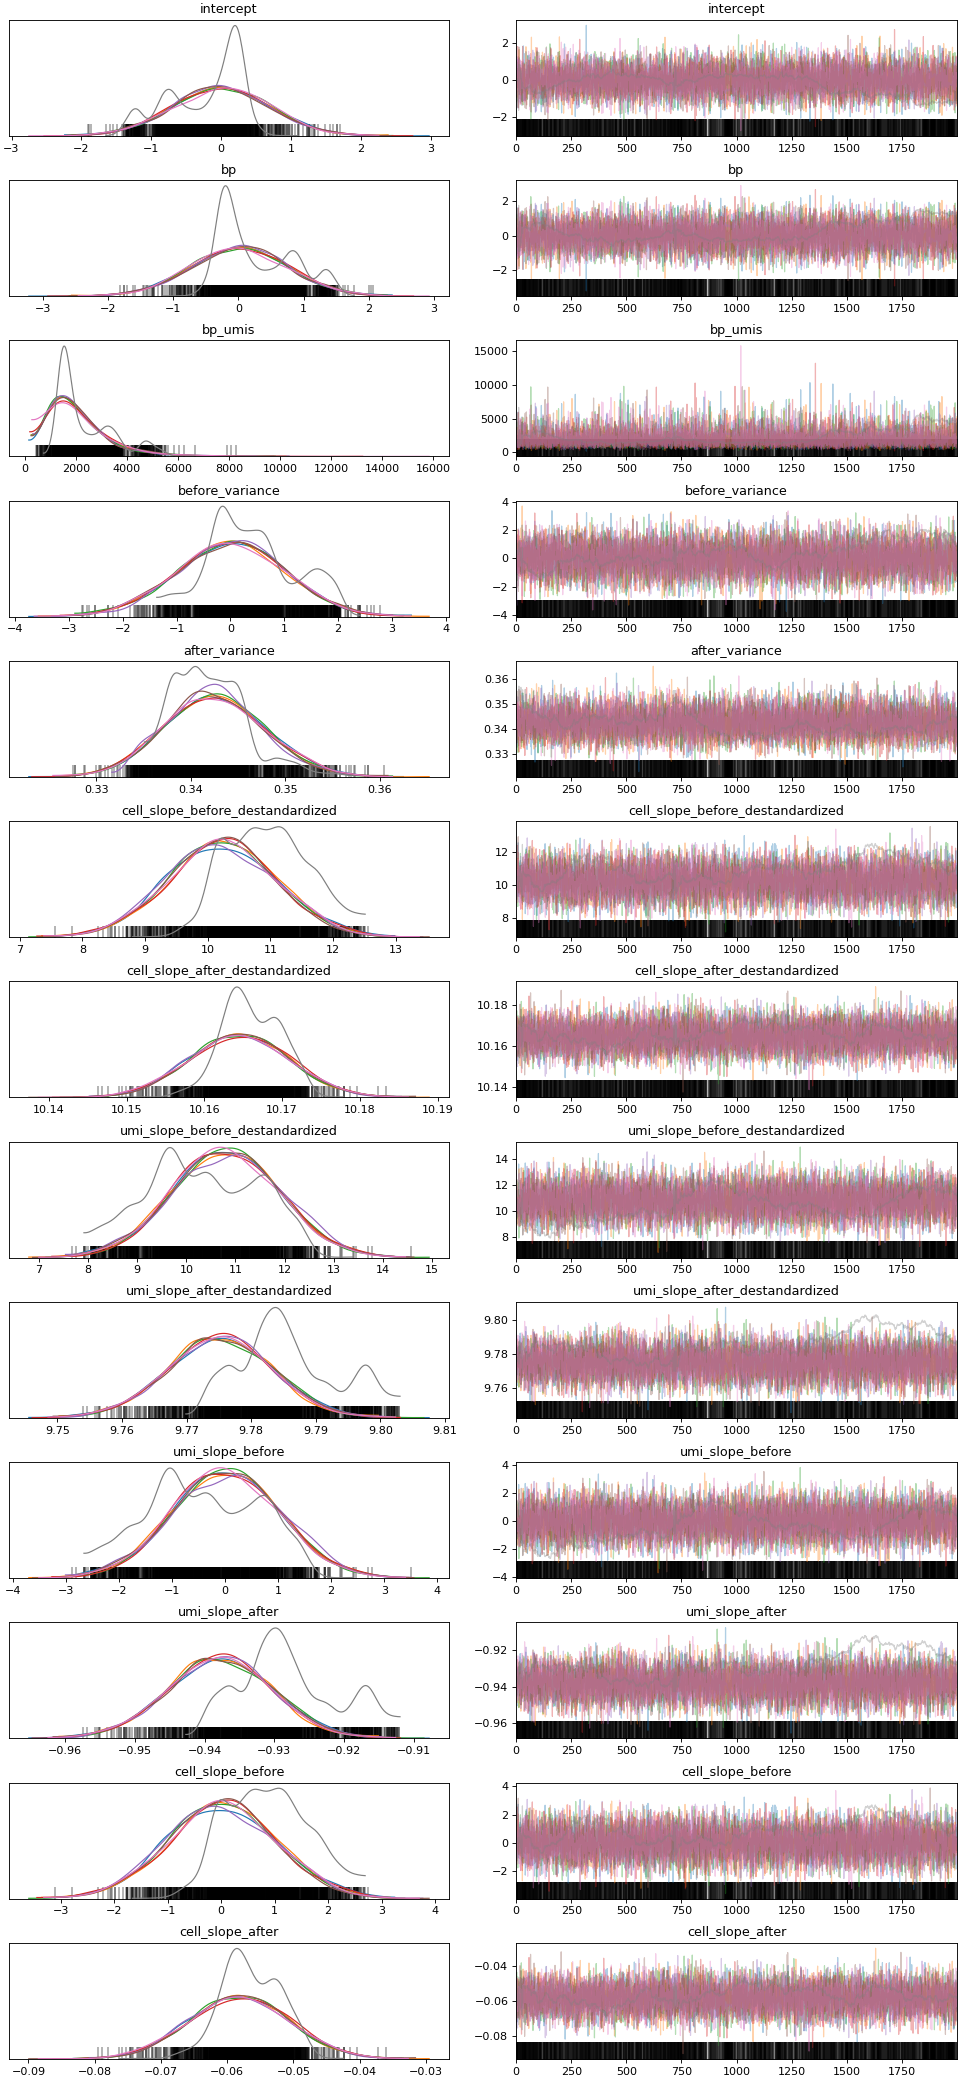 intercept intercept
2
0
−2
−3 −2 −1 0 1 2 3 0 250 500 750 1000 1250 1500 1750
bp bp
2
0
−2
−3 −2 −1 0 1 2 3 0 250 500 750 1000 1250 1500 1750
bp_umis bp_umis
15000
10000
5000
0
0 2000 4000 6000 8000 10000 12000 14000 16000 0 250 500 750 1000 1250 1500 1750
before_variance before_variance
4
2
0
−2
−4
−4 −3 −2 −1 0 1 2 3 4 0 250 500 750 1000 1250 1500 1750
after_variance after_variance
0.36
0.35
0.34
0.33
0.33 0.34 0.35 0.36 0 250 500 750 1000 1250 1500 1750
cell_slope_before_destandardized cell_slope_before_destandardized
12
10
8
7 8 9 10 11 12 13 0 250 500 750 1000 1250 1500 1750
cell_slope_after_destandardized cell_slope_after_destandardized
10.18
10.16
10.14
10.14 10.15 10.16 10.17 10.18 10.19 0 250 500 750 1000 1250 1500 1750
umi_slope_before_destandardized umi_slope_before_destandardized
14
12
10
8
7 8 9 10 11 12 13 14 15 0 250 500 750 1000 1250 1500 1750
umi_slope_after_destandardized umi_slope_after_destandardized
9.80
9.78
9.76
9.75 9.76 9.77 9.78 9.79 9.80 9.81 0 250 500 750 1000 1250 1500 1750
umi_slope_before umi_slope_before
4
2
0
−2
−4
−4 −3 −2 −1 0 1 2 3 4 0 250 500 750 1000 1250 1500 1750
umi_slope_after umi_slope_after
−0.92
−0.94
−0.96
−0.96 −0.95 −0.94 −0.93 −0.92 −0.91 0 250 500 750 1000 1250 1500 1750
cell_slope_before cell_slope_before
4
2
0
−2
−3 −2 −1 0 1 2 3 4 0 250 500 750 1000 1250 1500 1750
cell_slope_after cell_slope_after
−0.04
−0.06
−0.08
−0.09 −0.08 −0.07 −0.06 −0.05 −0.04 −0.03 0 250 500 750 1000 1250 1500 1750